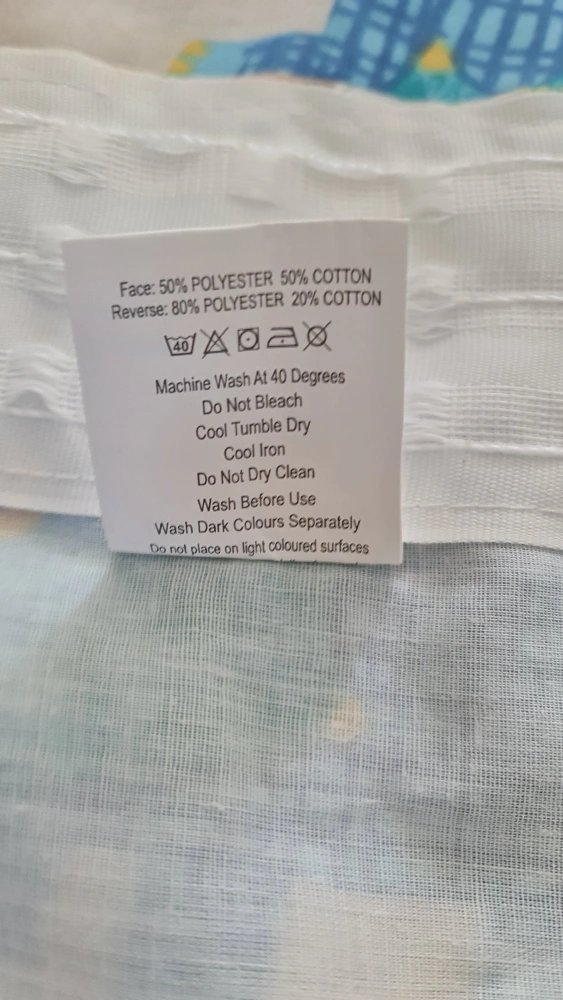 Face: 50% POLYESTER 50% COTTON
Reverse: 80% POLYESTER 20% COTTON
40
Machine Wash At 40 Degrees
Do Not Bleach
Cool Tumble Dry
Cool Iron
Do Not Dry Clean
Wash Before Use
Wash Dark Colours Separately
Do not place on light coloured surfaces